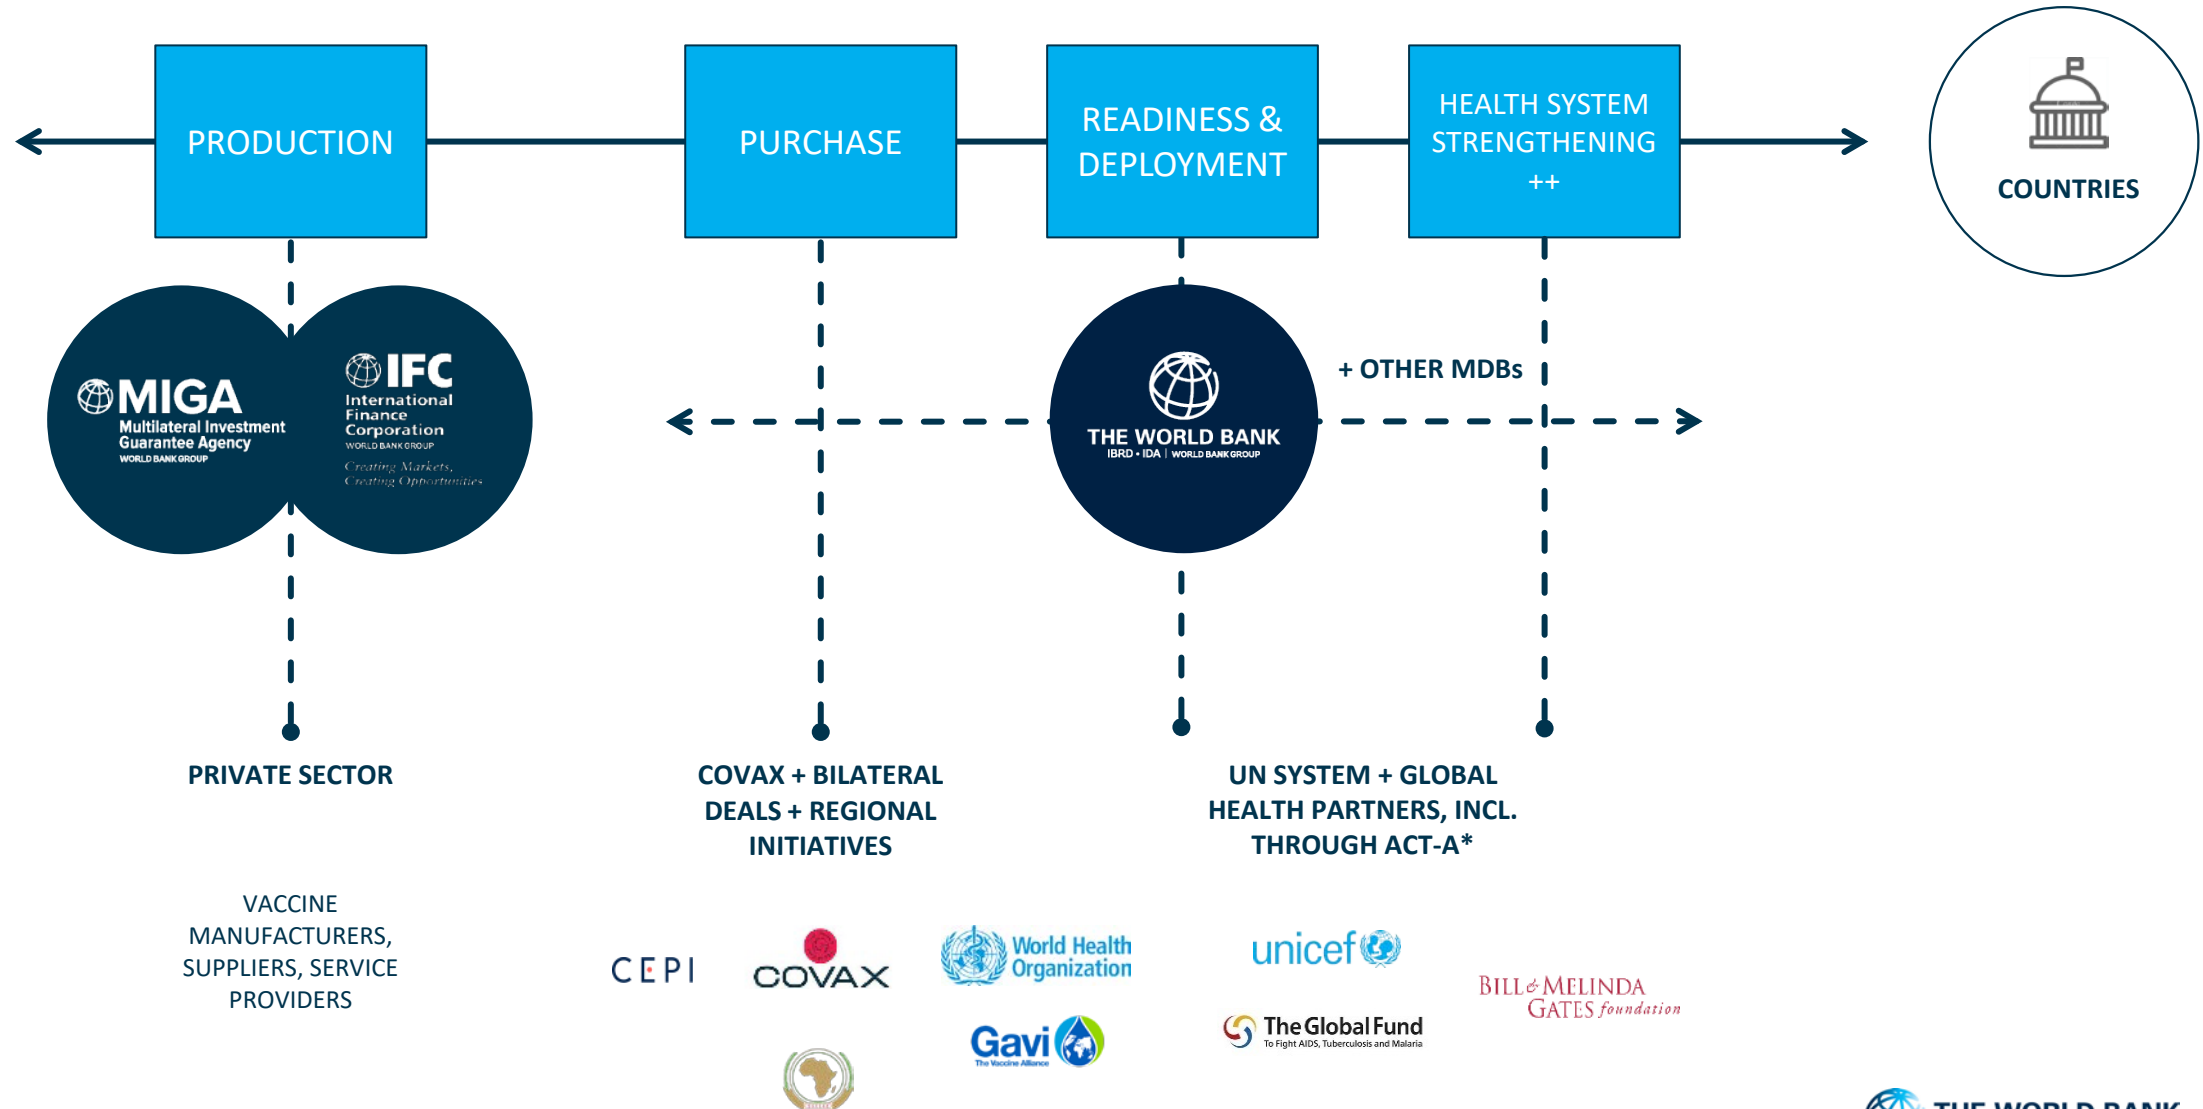 PRODUCTION
PURCHASE
READINESS &
DEPLOYMENT
HEALTH SYSTEM
STRENGTHENING
++
COUNTRIES
MIGA
Multilateral Investment
Guarantee Agency
WORLD BANK GROUP
IFC
International
Finance
Corporation
WORLD BANK GROUP
Creating Markets,
Creating Opportunities
THE WORLD BANK
IBRD • IDA | WORLD BANK GROUP
+ OTHER MDBs
PRIVATE SECTOR
COVAX + BILATERAL
DEALS + REGIONAL
INITIATIVES
UN SYSTEM + GLOBAL
HEALTH PARTNERS, INCL.
THROUGH ACT-A*
VACCINE
MANUFACTURERS,
SUPPLIERS, SERVICE
PROVIDERS
CEPI
COVAX
World Health
Organization
unicef
BILL & MELINDA
GATES foundation
Gavi
The Vaccine Alliance
The Global Fund
To Fight AIDS, Tuberculosis and Malaria
THE WORLD BANK